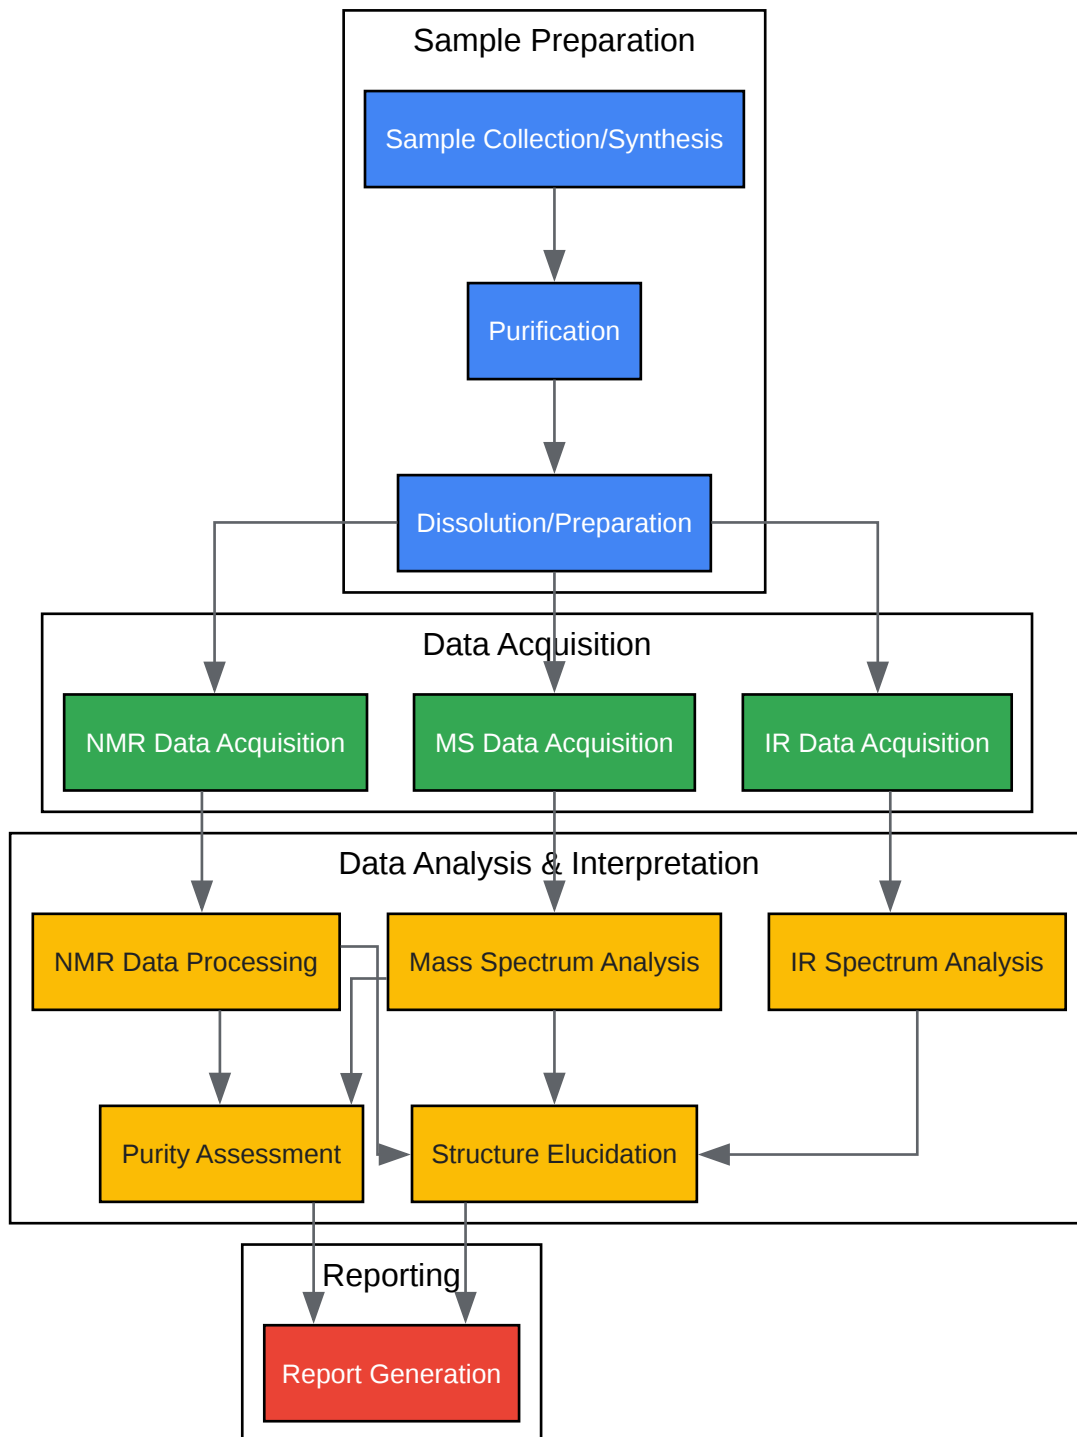 Sample Preparation
Sample Collection/Synthesis
Purification
Dissolution/Preparation
Data Acquisition
NMR Data Acquisition
MS Data Acquisition
IR Data Acquisition
Data Analysis & Interpretation
NMR Data Processing
Mass Spectrum Analysis
IR Spectrum Analysis
Purity Assessment
Structure Elucidation
Reporting
Report Generation